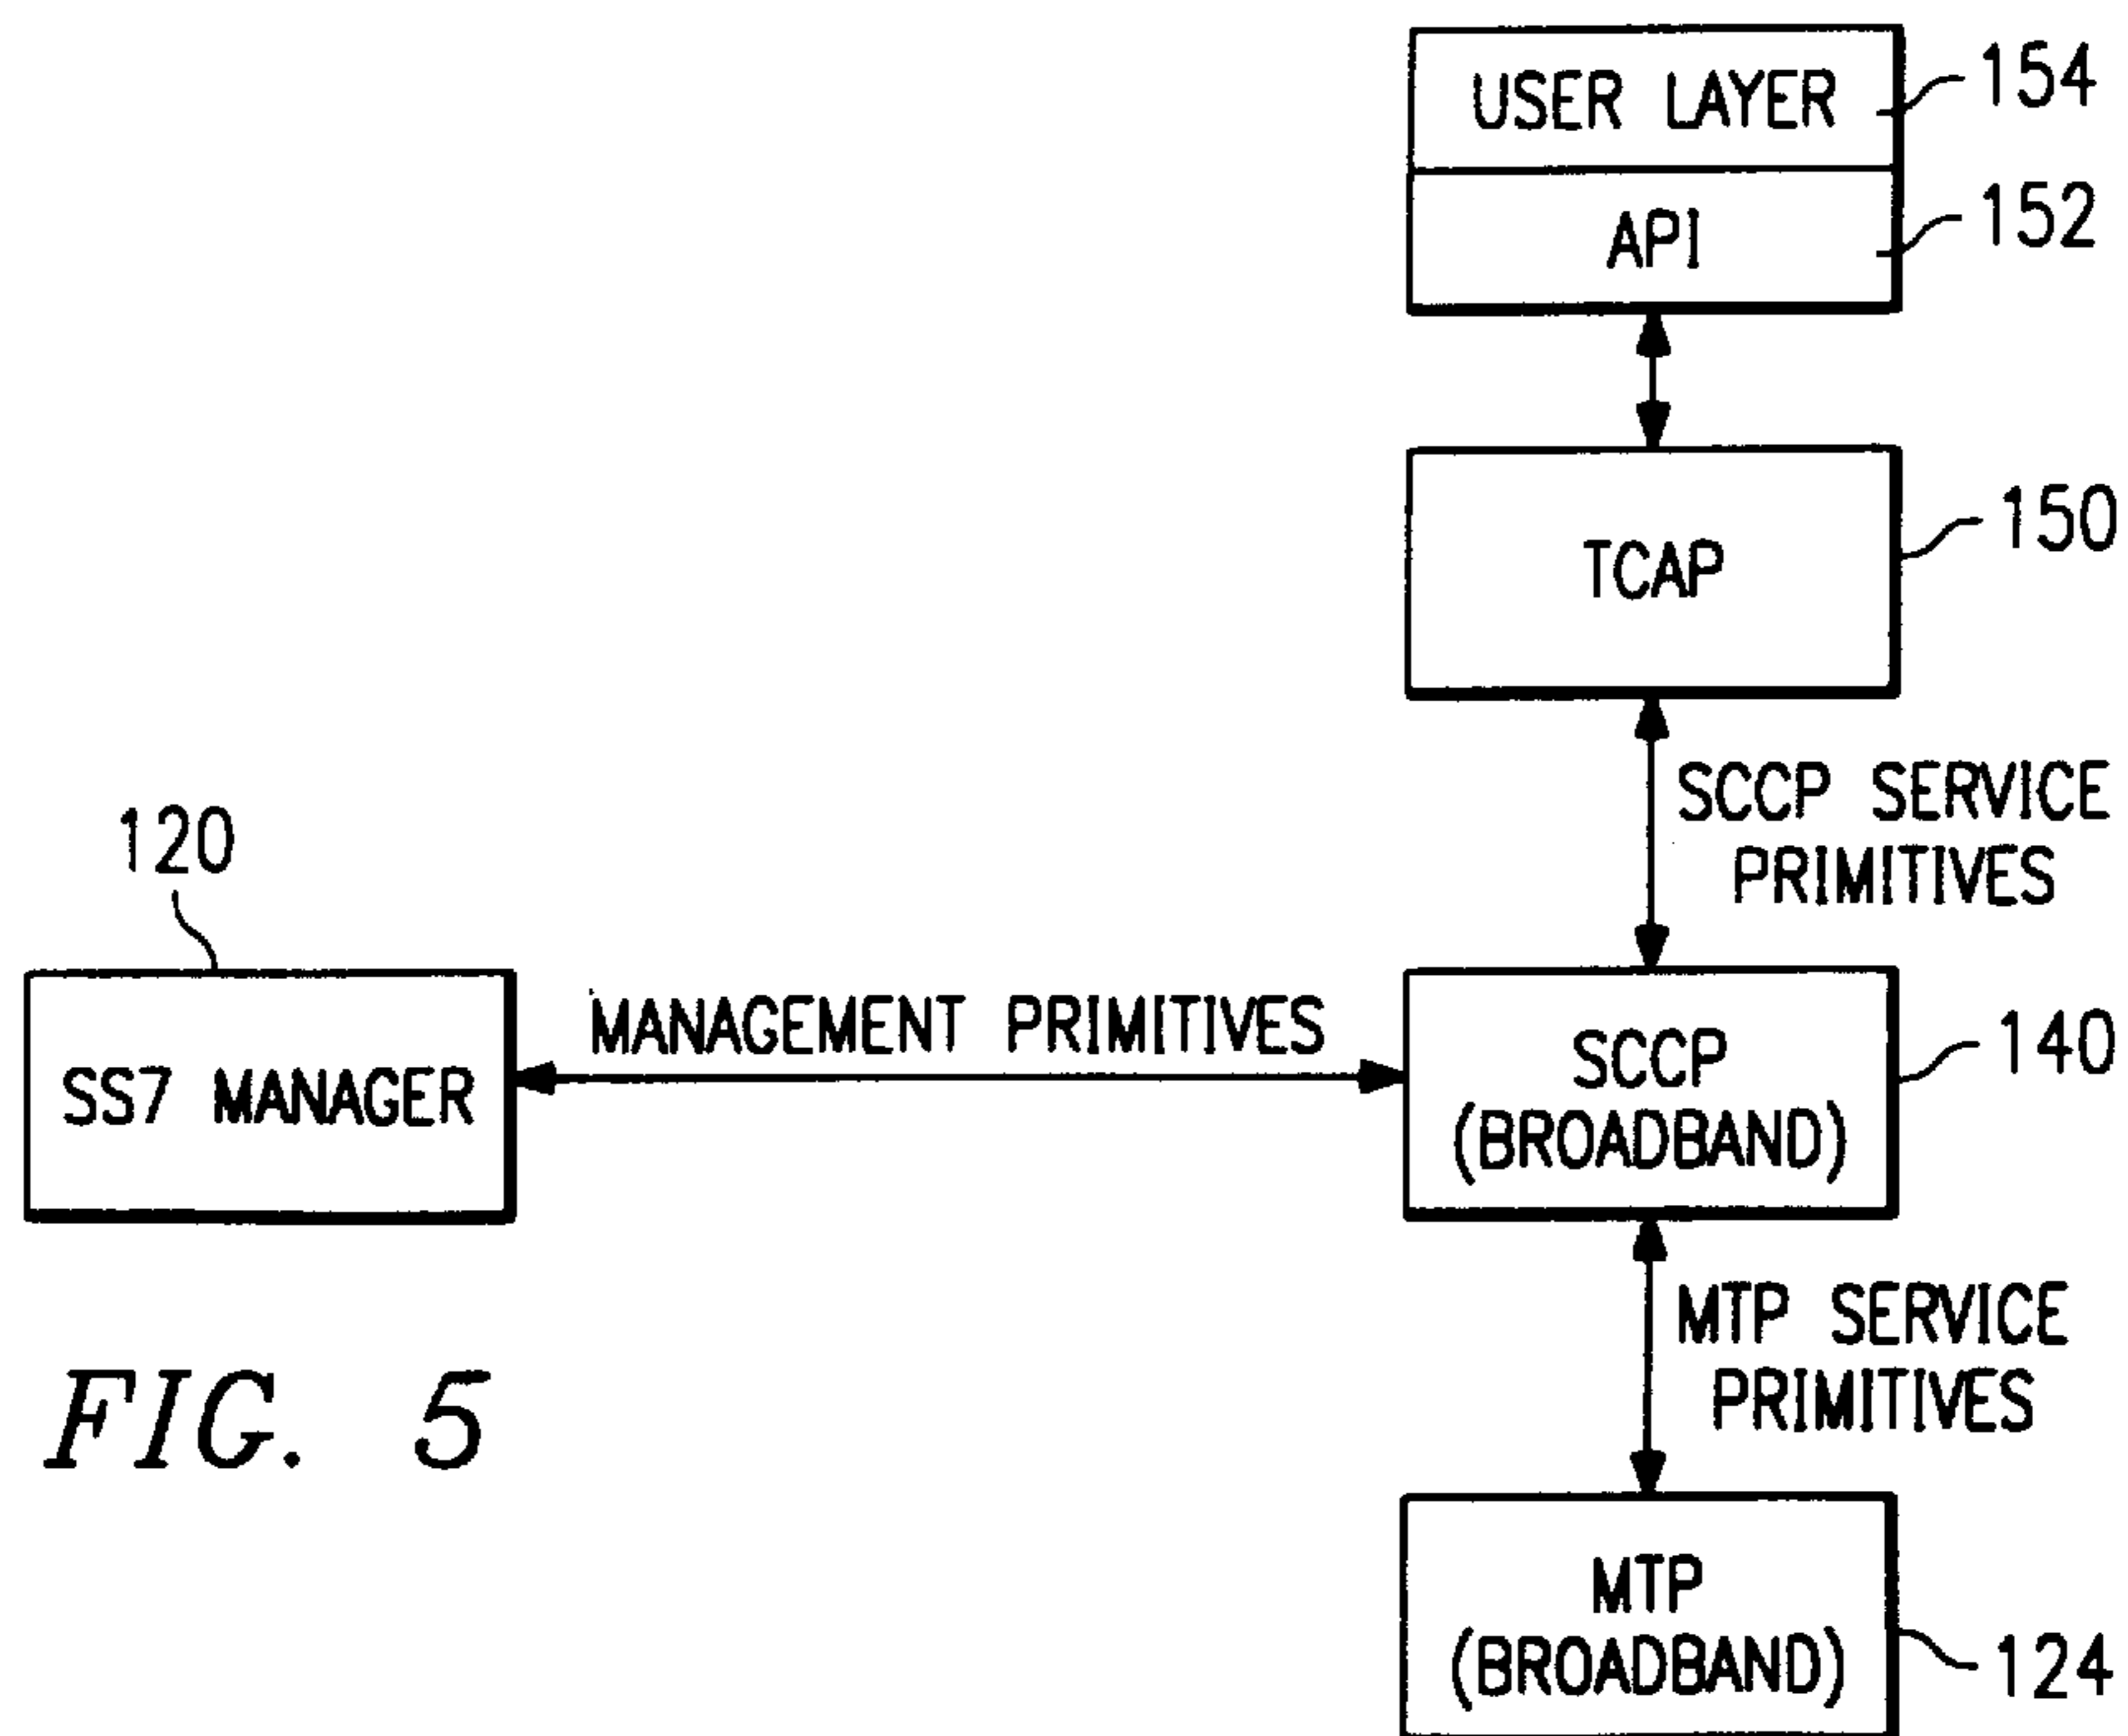 USER LAYER
154
API
152
TCAP
150
SCCP SERVICE
PRIMITIVES
120
SS7 MANAGER
MANAGEMENT PRIMITIVES
SCCP
(BROADBAND)
140
MTP SERVICE
PRIMITIVES
FIG. 5
MTP
(BROADBAND)
124